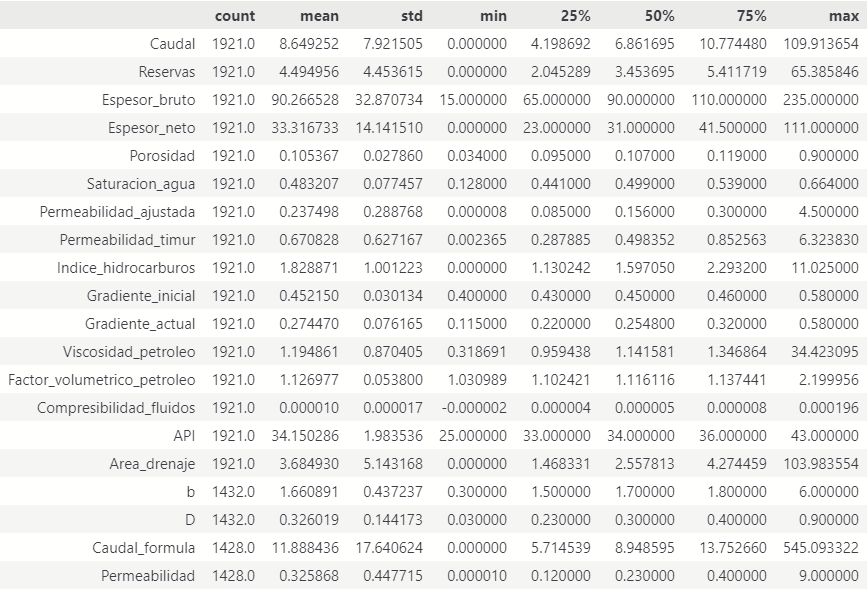 count mean std min 25% 50% 75% max
Caudal 1921.0 8.649252 7.921505 0.000000 4.198692 6.861695 10.774480 109.913654
Reservas 1921.0 4.494956 4.453615 0.000000 2.045289 3.453695 5.411719 65.385846
Espesor_bruto 1921.0 90.266528 32.870734 15.000000 65.000000 90.000000 110.000000 235.000000
Espesor_neto 1921.0 33.316733 14.141510 0.000000 23.000000 31.000000 41.500000 111.000000
Porosidad 1921.0 0.105367 0.027860 0.034000 0.095000 0.107000 0.119000 0.900000
Saturacion_agua 1921.0 0.483207 0.077457 0.128000 0.441000 0.499000 0.539000 0.664000
Permeabilidad_ajustada 1921.0 0.237498 0.288768 0.000008 0.085000 0.156000 0.300000 4.500000
Permeabilidad_timur 1921.0 0.670828 0.627167 0.002365 0.287885 0.498352 0.852563 6.323830
Indice_hidrocarburos 1921.0 1.828871 1.001223 0.000000 1.130242 1.597050 2.293200 11.025000
Gradiente_inicial 1921.0 0.452150 0.030134 0.400000 0.430000 0.450000 0.460000 0.580000
Gradiente_actual 1921.0 0.274470 0.076165 0.115000 0.220000 0.254800 0.320000 0.580000
Viscosidad_petroleo 1921.0 1.194861 0.870405 0.318691 0.959438 1.141581 1.346864 34.423095
Factor_volumetrico_petroleo 1921.0 1.126977 0.053800 1.030989 1.102421 1.116116 1.137441 2.199956
Compresibilidad_fluidos 1921.0 0.000010 0.000017 -0.000002 0.000004 0.000005 0.000008 0.000196
API 1921.0 34.150286 1.983536 25.000000 33.000000 34.000000 36.000000 43.000000
Area_drenaje 1921.0 3.684930 5.143168 0.000000 1.468331 2.557813 4.274459 103.983554
b 1432.0 1.660891 0.437237 0.300000 1.500000 1.700000 1.800000 6.000000
D 1432.0 0.326019 0.144173 0.030000 0.230000 0.300000 0.400000 0.900000
Caudal_formula 1428.0 11.888436 17.640624 0.000000 5.714539 8.948595 13.752660 545.093322
Permeabilidad 1428.0 0.325868 0.447715 0.000010 0.120000 0.230000 0.400000 9.000000